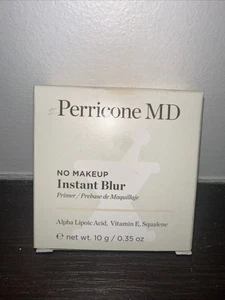 Perricone MD
NO MAKEUP
Instant Blur
Primer / Prebase de Maquillaje
Alpha Lipoic Acid, Vitamin E, Squalene
℮ net wt. 10 g / 0.35 oz